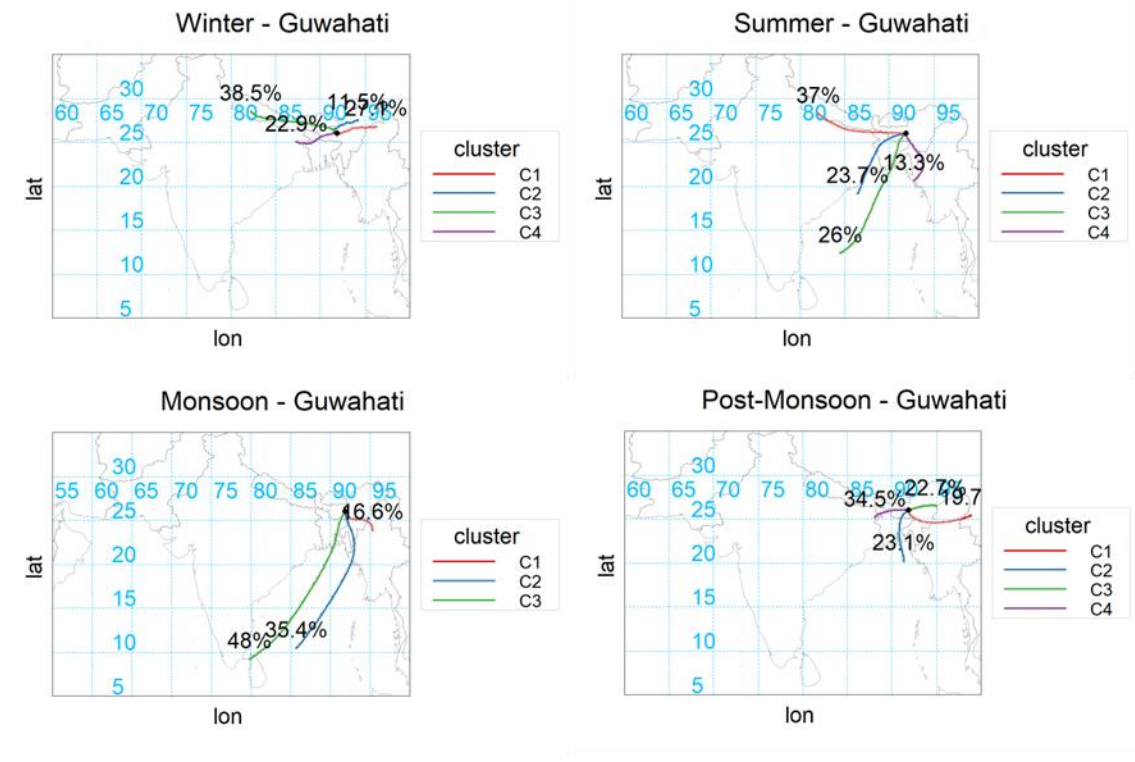 Winter - Guwahati
38.5%
30
11.5%
60 65 70 75 80 85 90 95
27.1%
22.9%
25
20
15
10
5
lat
lon
cluster
C1
C2
C3
C4
Summer - Guwahati
37%
30
60 65 70 75 80 85 90 95
25
13.3%
23.7%
20
15
26%
10
5
lat
lon
cluster
C1
C2
C3
C4
Monsoon - Guwahati
30
55 60 65 70 75 80 85 90 95
16.6%
25
20
15
35.4%
48%
10
5
lat
lon
cluster
C1
C2
C3
Post-Monsoon - Guwahati
30
60 65 70 75 80 85 90
22.7%
34.5%
19.7
25
23.1%
20
15
10
5
lat
lon
cluster
C1
C2
C3
C4